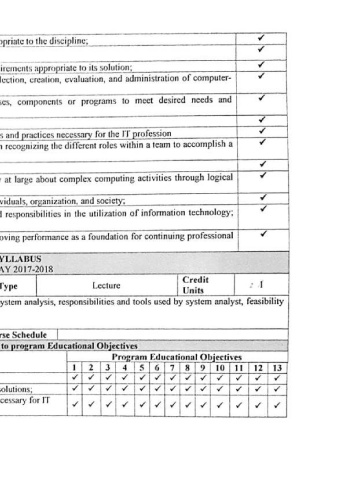 opriate to the discipline; ✓
✓
irements appropriate to its solution; ✓
lection, creation, evaluation, and administration of computer- ✓
ses, components or programs to meet desired needs and ✓
✓
s and practices necessary for the IT profession ✓
n recognizing the different roles within a team to accomplish a ✓
✓
at large about complex computing activities through logical ✓
viduals, organization, and society; ✓
l responsibilities in the utilization of information technology; ✓
oving performance as a foundation for continuing professional ✓
YLLABUS
AY 2017-2018
Type Lecture Credit Units
ystem analysis, responsibilities and tools used by system analyst, feasibility
rse Schedule
to program Educational Objectives
Program Educational Objectives
1 2 3 4 5 6 7 8 9 10 11 12 13
✓ ✓ ✓ ✓ ✓ ✓ ✓ ✓ ✓ ✓ ✓ ✓ ✓
olutions; ✓ ✓ ✓ ✓ ✓ ✓ ✓ ✓ ✓ ✓ ✓ ✓ ✓
cessary for IT ✓ ✓ ✓ ✓ ✓ ✓ ✓ ✓ ✓ ✓ ✓ ✓ ✓